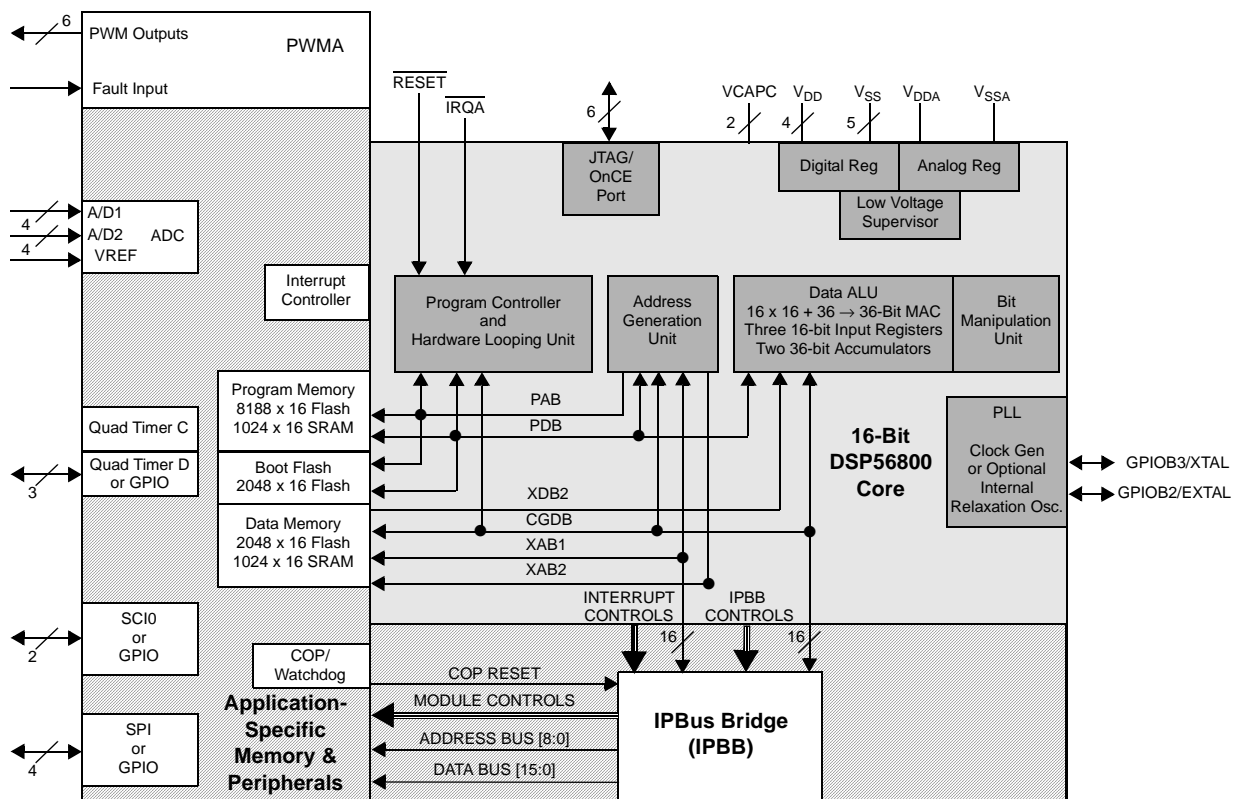 6
PWM Outputs
PWMA
Fault Input
RESET
IRQA
6
VCAPC
VDD
VSS
VDDA
VSSA
2
4
5
JTAG/
OnCE
Port
Digital Reg
Analog Reg
Low Voltage
Supervisor
A/D1
4
A/D2
ADC
4
VREF
Interrupt
Controller
Program Controller
and
Hardware Looping Unit
Address
Generation
Unit
Data ALU
16 x 16 + 36 → 36-Bit MAC
Three 16-bit Input Registers
Two 36-bit Accumulators
Bit
Manipulation
Unit
Program Memory
8188 x 16 Flash
1024 x 16 SRAM
PAB
PDB
Quad Timer C
Quad Timer D
or GPIO
3
Boot Flash
2048 x 16 Flash
XDB2
CGDB
XAB1
XAB2
Data Memory
2048 x 16 Flash
1024 x 16 SRAM
16-Bit
DSP56800
Core
PLL
Clock Gen
or Optional
Internal
Relaxation Osc.
GPIOB3/XTAL
GPIOB2/EXTAL
INTERRUPT
CONTROLS
IPBB
CONTROLS
16
16
SCI0
or
GPIO
2
COP/
Watchdog
COP RESET
MODULE CONTROLS
ADDRESS BUS [8:0]
DATA BUS [15:0]
Application-
Specific
Memory &
Peripherals
IPBus Bridge
(IPBB)
SPI
or
GPIO
4